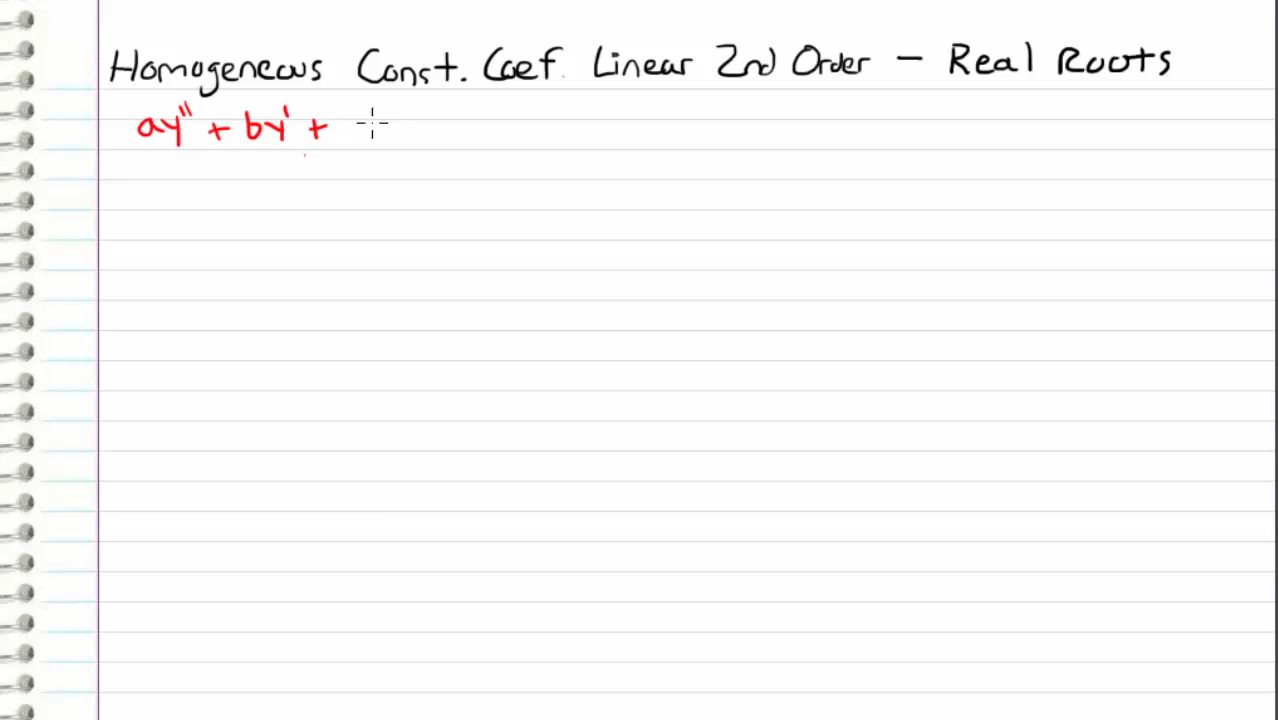 Homogeneous Const. Coef. Linear 2nd Order - Real Roots
ay'' + by' +